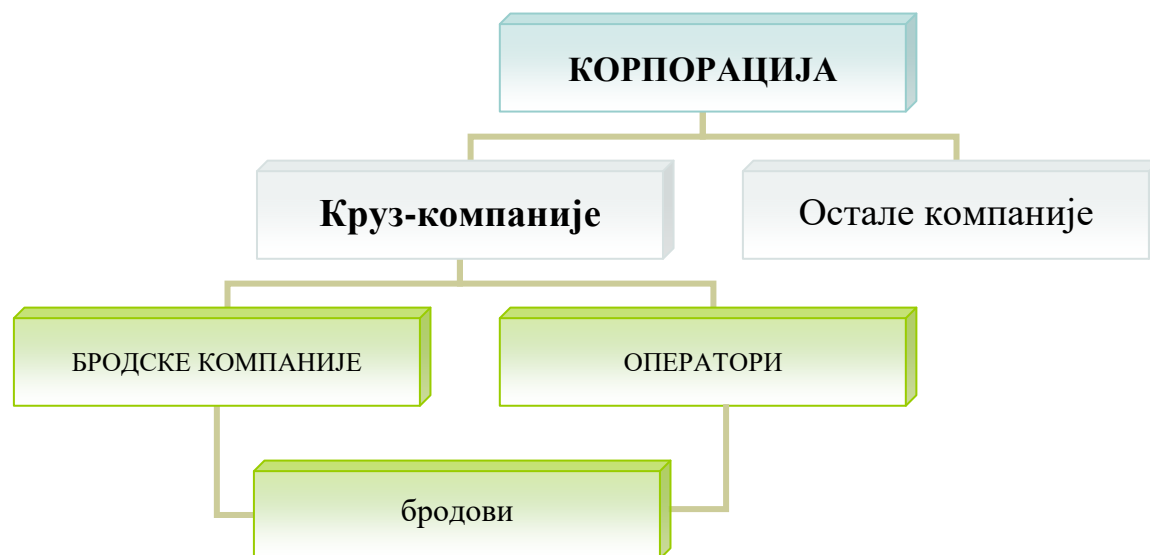 КОРПОРАЦИЈА
Круз-компаније
Остале компаније
БРОДСКЕ КОМПАНИЈЕ
ОПЕРАТОРИ
бродови